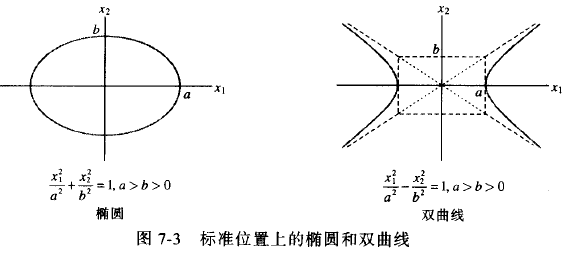 x₂
b
x₁
a
x₁²/a² + x₂²/b² = 1, a > b > 0
椭圆
x₂
b
x₁
a
x₁²/a² − x₂²/b² = 1, a > b > 0
双曲线
图 7-3 标准位置上的椭圆和双曲线